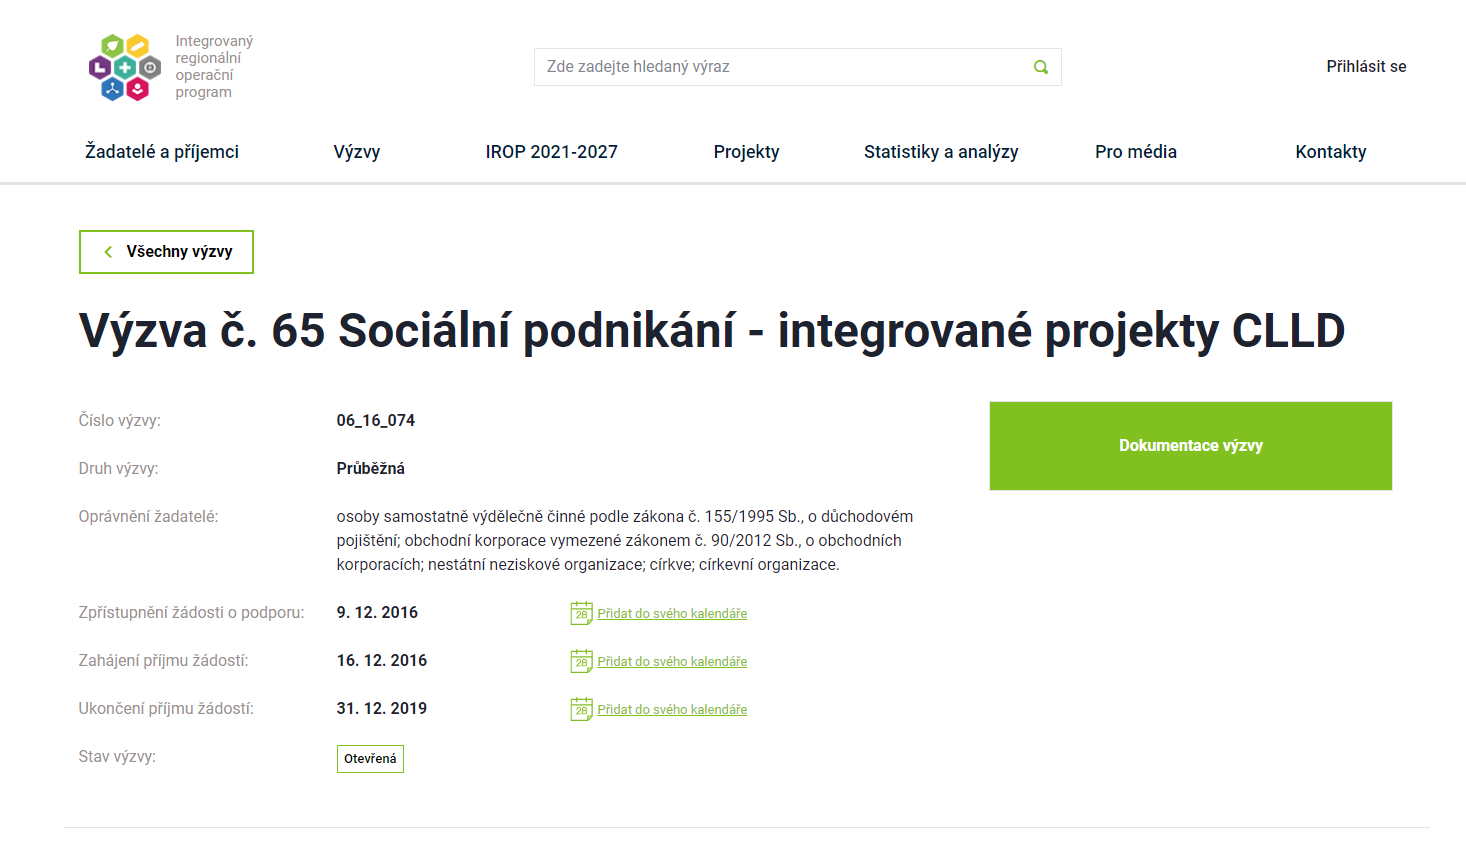 Integrovaný
regionální
operační
program
Zde zadejte hledaný výraz
Přihlásit se
Žadatelé a příjemci
Výzvy
IROP 2021-2027
Projekty
Statistiky a analýzy
Pro média
Kontakty
Všechny výzvy
Výzva č. 65 Sociální podnikání - integrované projekty CLLD
Číslo výzvy: 06_16_074
Dokumentace výzvy
Druh výzvy: Průběžná
Oprávnění žadatelé: osoby samostatně výdělečně činné podle zákona č. 155/1995 Sb., o důchodovém
pojištění; obchodní korporace vymezené zákonem č. 90/2012 Sb., o obchodních
korporacích; nestátní neziskové organizace; církve; církevní organizace.
Zpřístupnění žádosti o podporu: 9. 12. 2016 28 Přidat do svého kalendáře
Zahájení příjmu žádostí: 16. 12. 2016 28 Přidat do svého kalendáře
Ukončení příjmu žádostí: 31. 12. 2019 28 Přidat do svého kalendáře
Stav výzvy: Otevřená